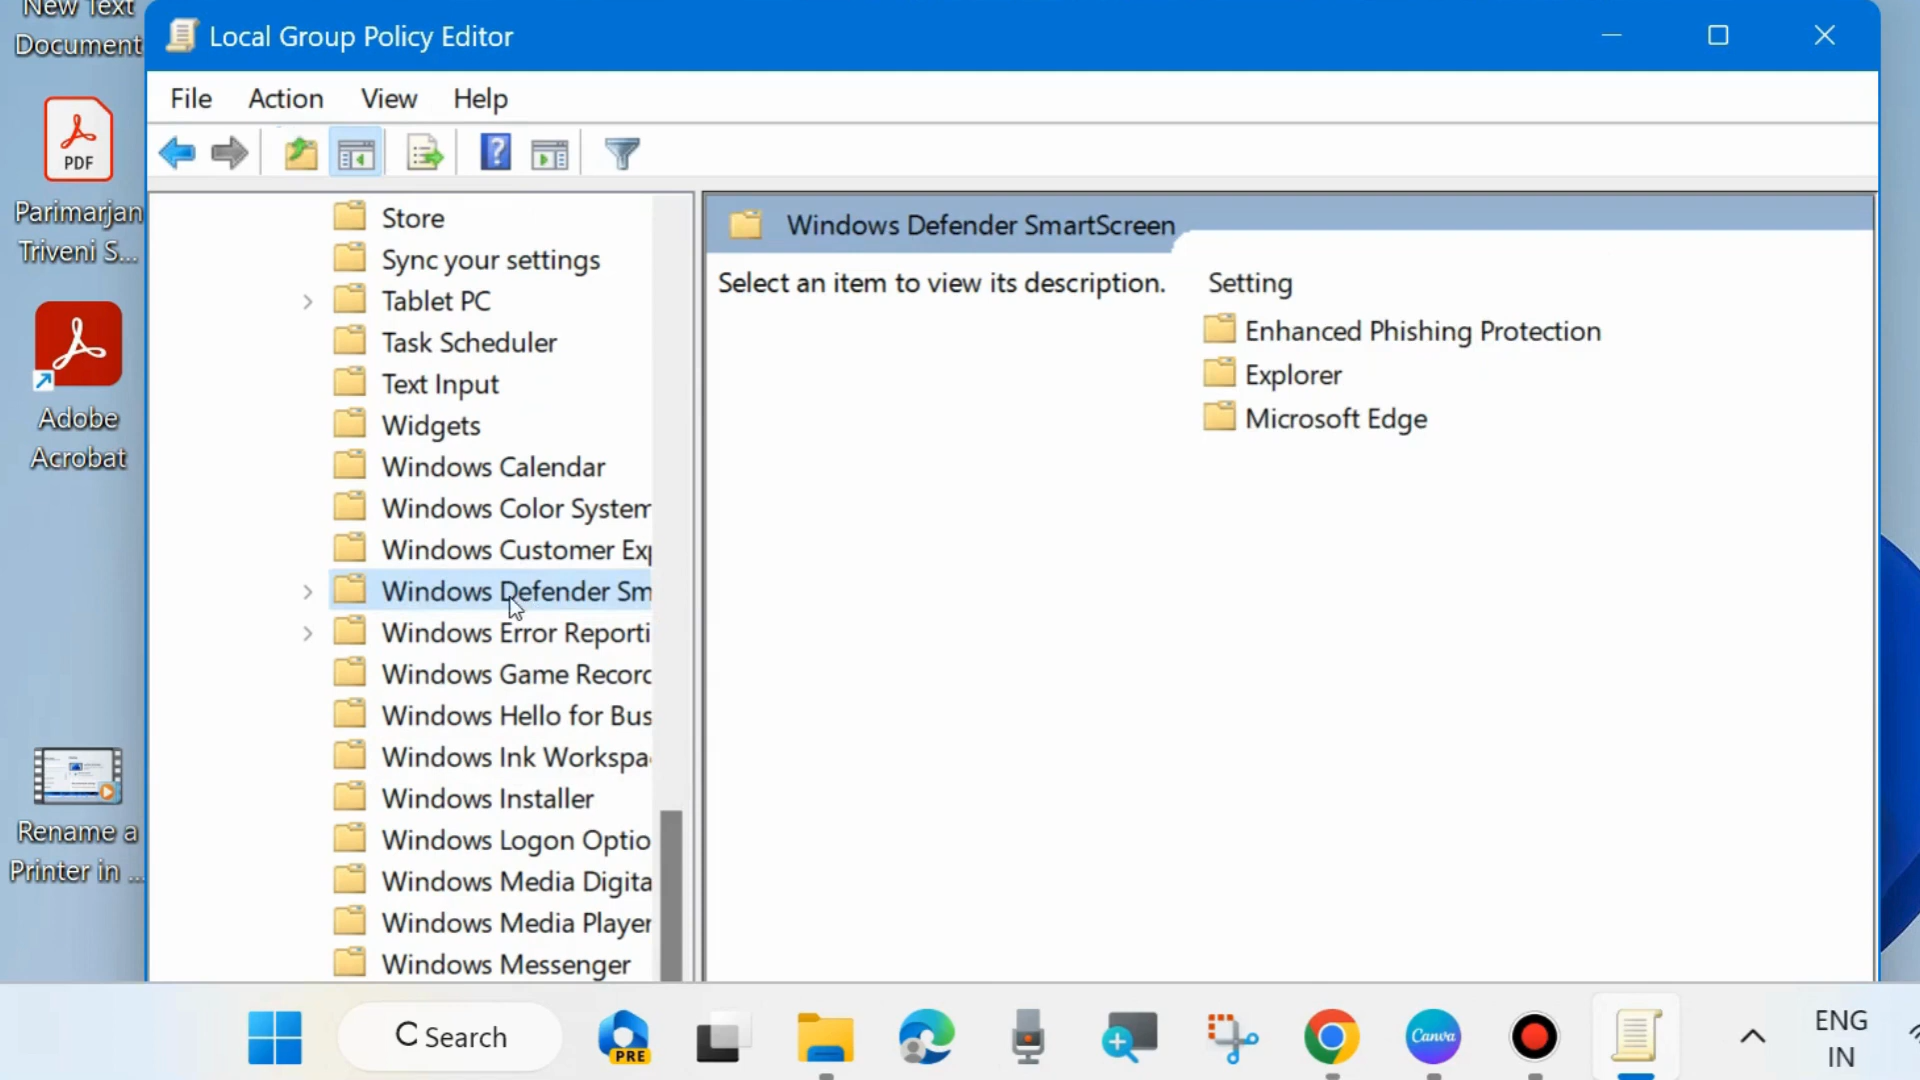 New Text
Document
PDF
Parimarjan
Triveni S...
Adobe
Acrobat
Rename a
Printer in ...
Local Group Policy Editor
File Action View Help
Store
Sync your settings
Tablet PC
Task Scheduler
Text Input
Widgets
Windows Calendar
Windows Color System
Windows Customer Exp
Windows Defender Sm
Windows Error Reporti
Windows Game Record
Windows Hello for Bus
Windows Ink Workspa
Windows Installer
Windows Logon Optio
Windows Media Digita
Windows Media Player
Windows Messenger
Windows Defender SmartScreen
Select an item to view its description.
Setting
Enhanced Phishing Protection
Explorer
Microsoft Edge
Search
PRE
Canva
ENG
IN